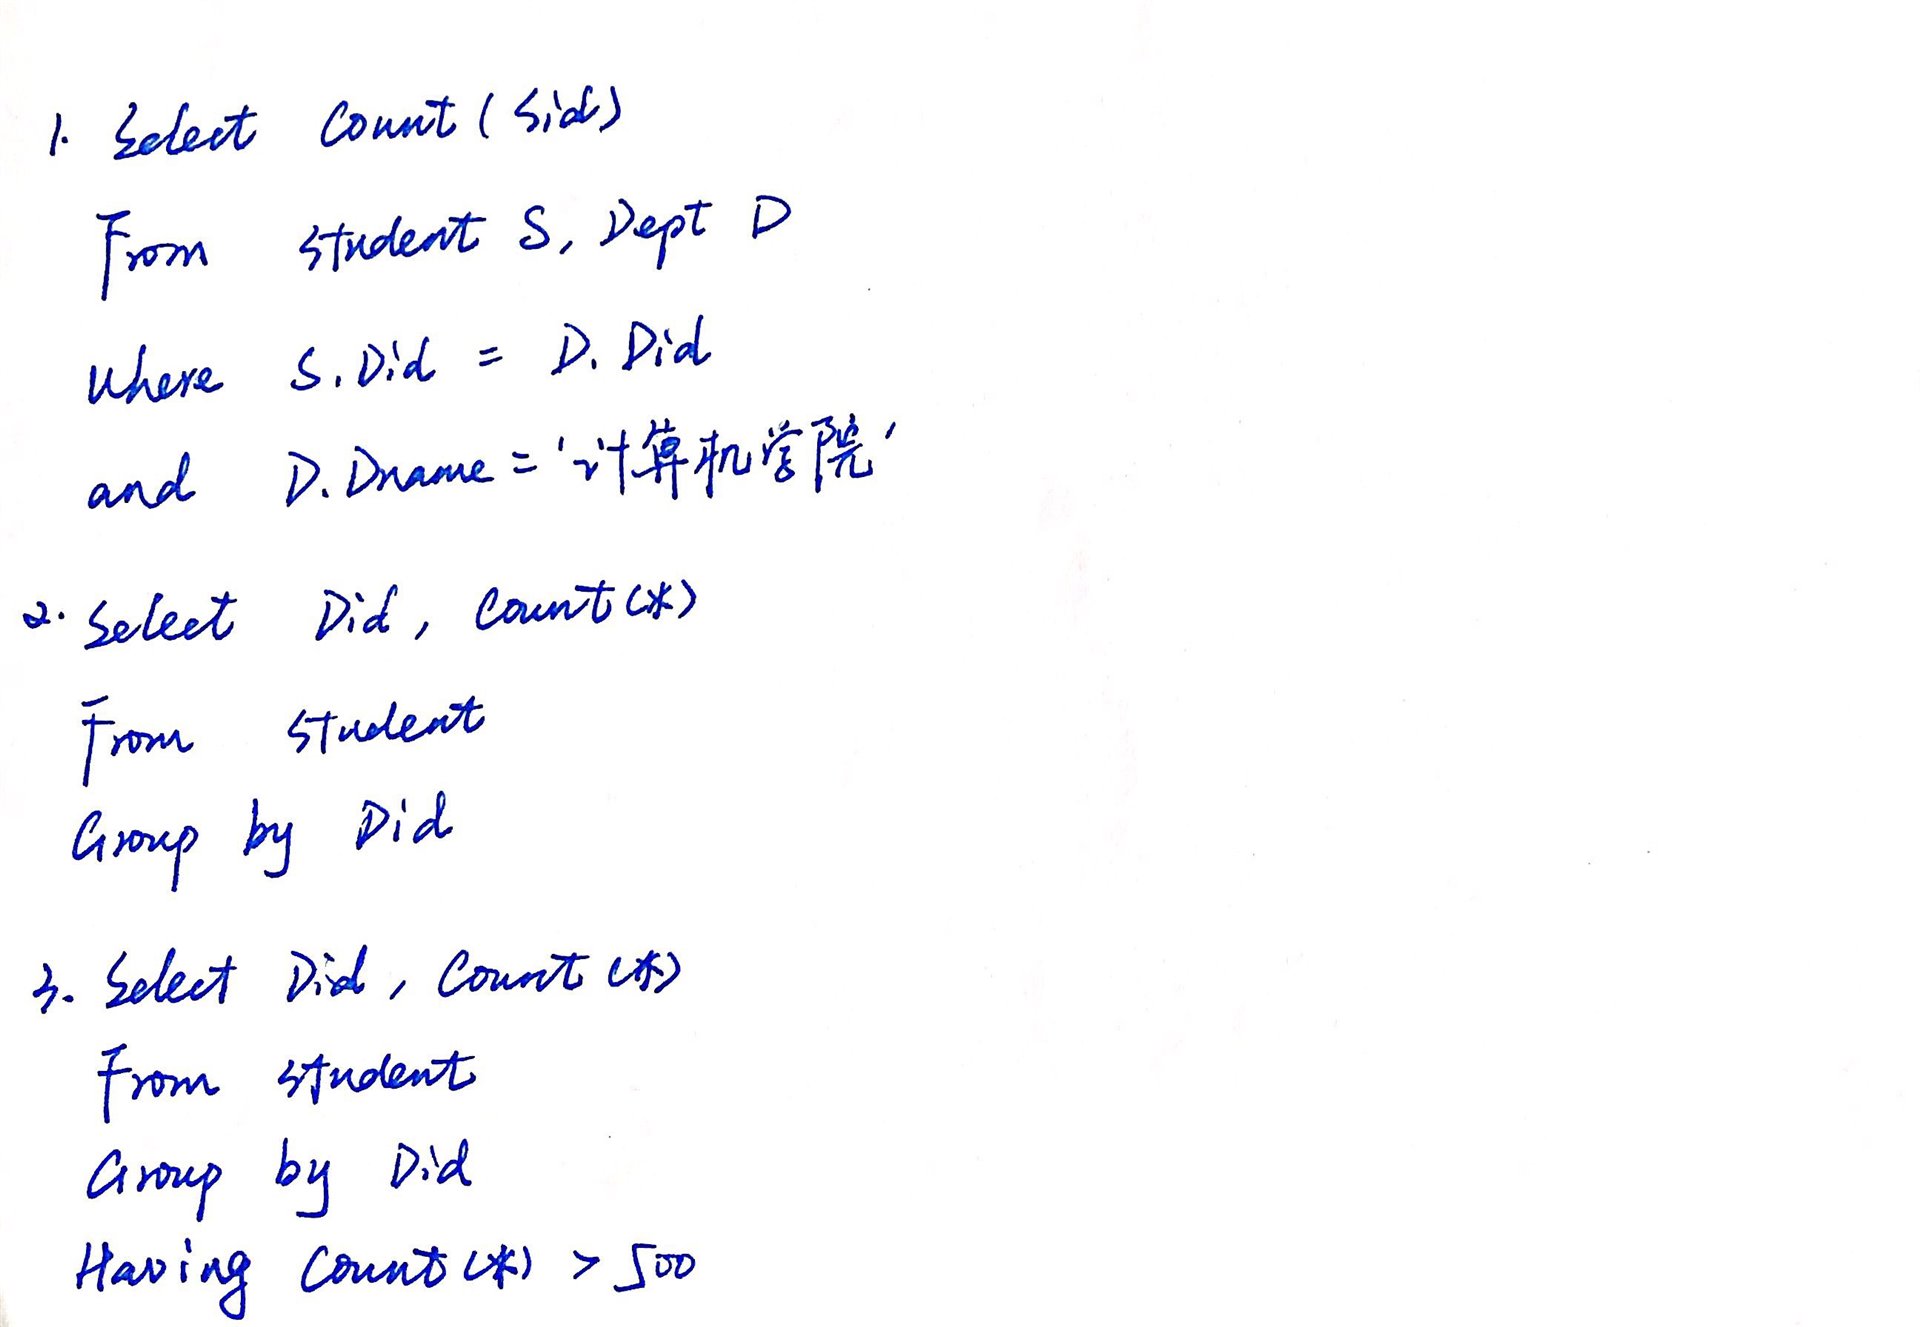 1. Select Count(Sid)
From student S, Dept D
where S.Did = D.Did
and D.Dname='计算机学院'
2. Select Did, Count(*)
From student
Group by Did
3. Select Did, Count(*)
From student
Group by Did
Having Count(*) > 500